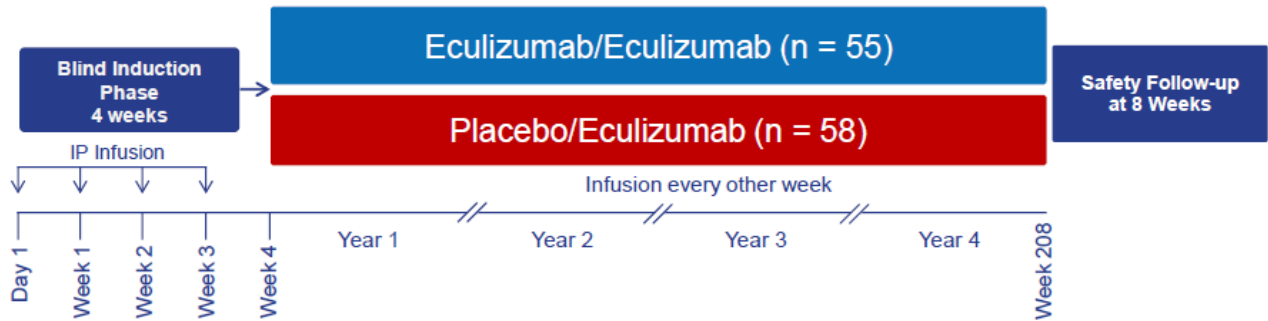 Eculizumab/Eculizumab (n = 55)
Blind Induction
Phase
4 weeks
Safety Follow-up
at 8 Weeks
Placebo/Eculizumab (n = 58)
IP Infusion
Infusion every other week
Year 1
Year 2
Year 3
Year 4
Day 1
Week 1
Week 2
Week 3
Week 4
Week 208